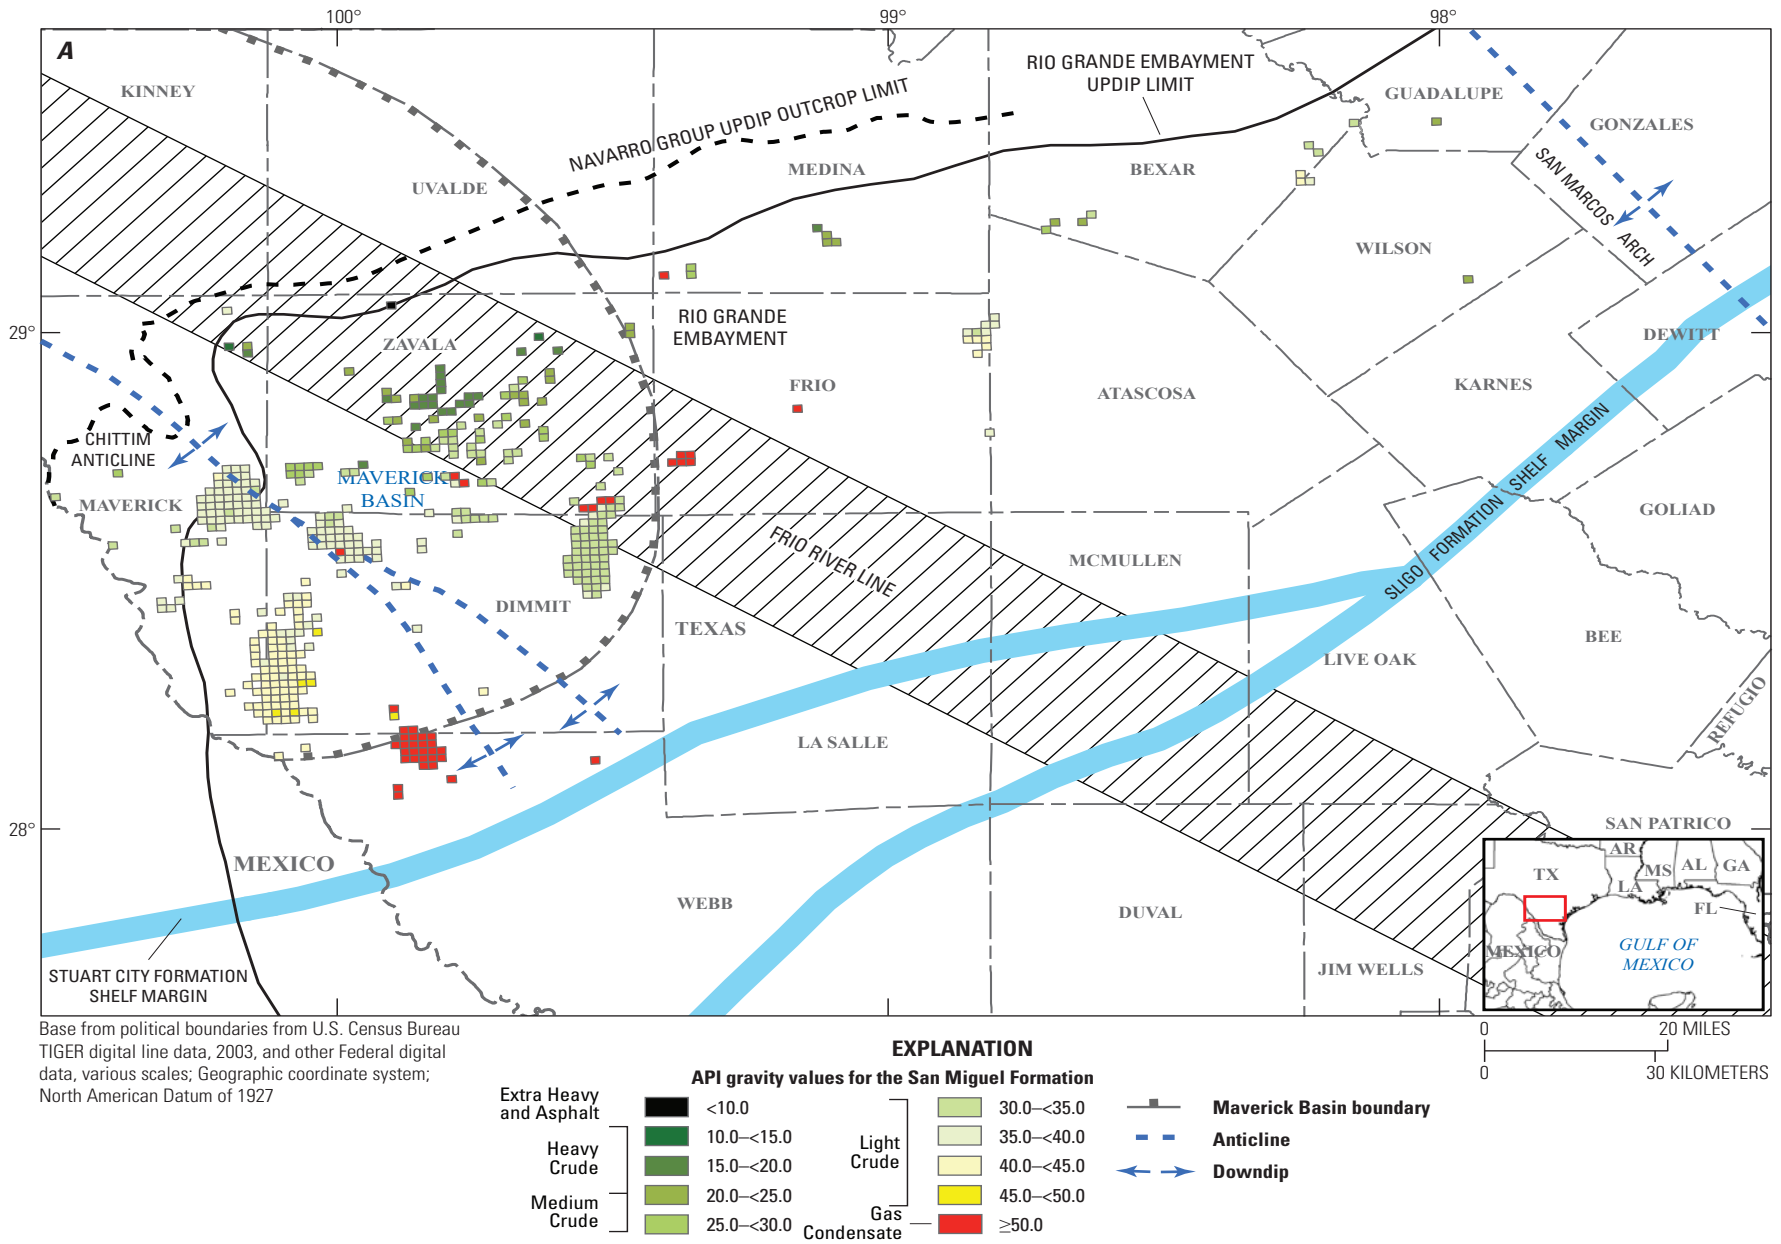 100°
99°
98°
A
KINNEY
RIO GRANDE EMBAYMENT
UPDIP LIMIT
GUADALUPE
GONZALES
NAVARRO GROUP UPDIP OUTCROP LIMIT
MEDINA
BEXAR
UVALDE
SAN MARCOS ARCH
WILSON
29°
ZAVALA
RIO GRANDE
EMBAYMENT
DEWITT
FRIO
ATASCOSA
KARNES
CHITTIM
ANTICLINE
MAVERICK
BASIN
MAVERICK
SLIGO FORMATION SHELF MARGIN
GOLIAD
FRIO RIVER LINE
MCMULLEN
DIMMIT
TEXAS
BEE
LIVE OAK
REFUGIO
LA SALLE
28°
SAN PATRICO
MEXICO
WEBB
DUVAL
JIM WELLS
STUART CITY FORMATION
SHELF MARGIN
TX
AR
MS
AL
GA
LA
FL
MEXICO
GULF OF
MEXICO
Base from political boundaries from U.S. Census Bureau
TIGER digital line data, 2003, and other Federal digital
data, various scales; Geographic coordinate system;
North American Datum of 1927
0 20 MILES
0 30 KILOMETERS
EXPLANATION
API gravity values for the San Miguel Formation
Extra Heavy
and Asphalt
<10.0
Heavy
Crude
10.0–<15.0
15.0–<20.0
Medium
Crude
20.0–<25.0
25.0–<30.0
Light
Crude
30.0–<35.0
35.0–<40.0
40.0–<45.0
45.0–<50.0
Gas
Condensate
≥50.0
Maverick Basin boundary
Anticline
Downdip